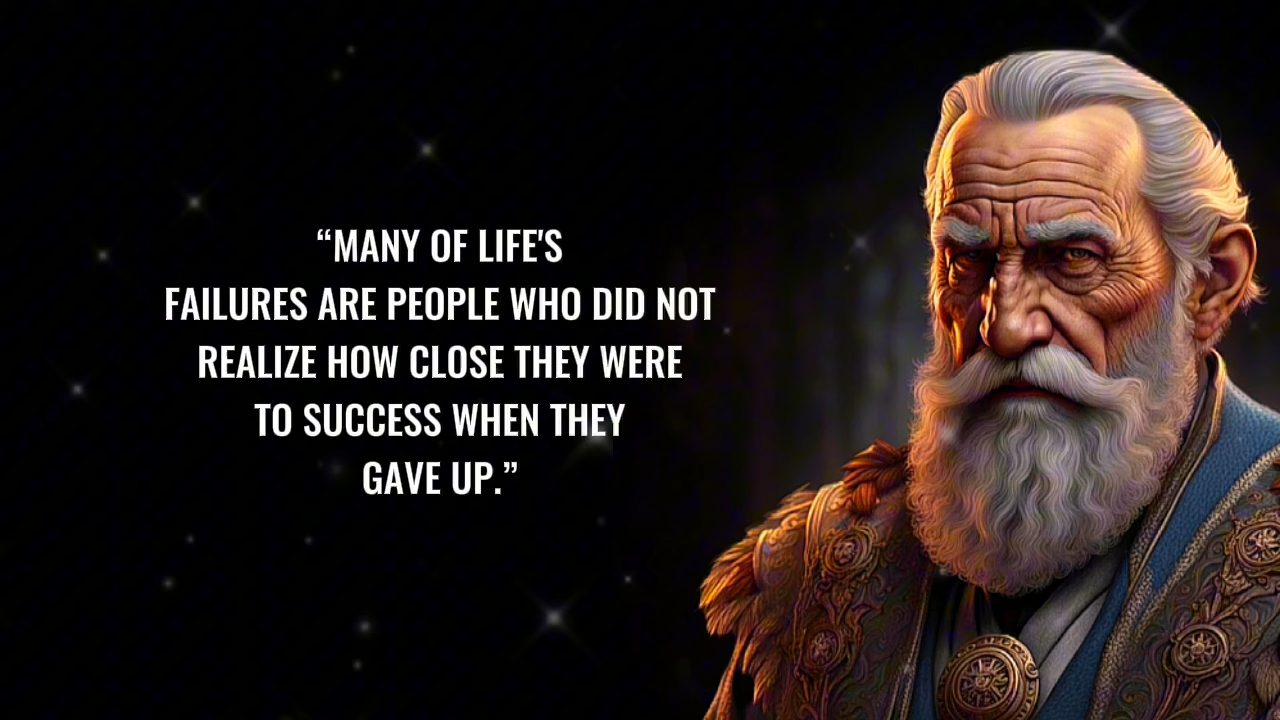 “MANY OF LIFE'S
FAILURES ARE PEOPLE WHO DID NOT
REALIZE HOW CLOSE THEY WERE
TO SUCCESS WHEN THEY
GAVE UP.”